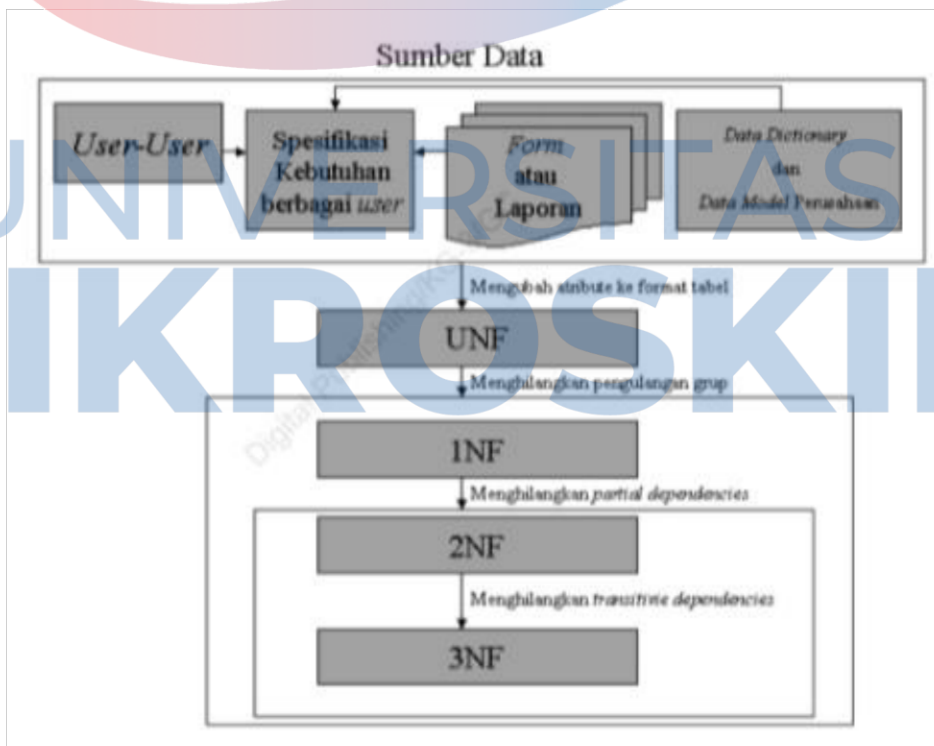 Sumber Data
User-User
Spesifikasi
Kebutuhan
berbagai user
Form
atau
Laporan
Data Dictionary
dan
Data Model Perusahaan
UNIVERSITAS
MIKROSKIL
Mengubah atribute ke format tabel
UNF
Menghilangkan pengulangan grup
1NF
Menghilangkan partial dependencies
2NF
Menghilangkan transitive dependencies
3NF